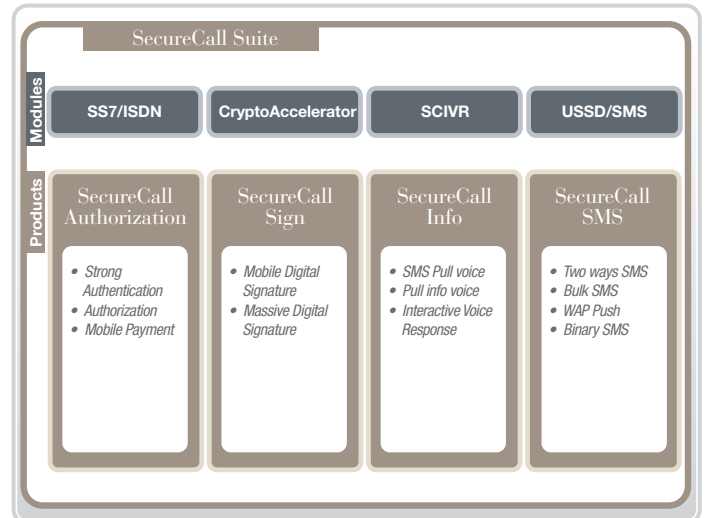 SecureCall Suite
Modules
SS7/ISDN
CryptoAccelerator
SCIVR
USSD/SMS
Products
SecureCall
Authorization
• Strong
Authentication
• Authorization
• Mobile Payment
SecureCall
Sign
• Mobile Digital
Signature
• Massive Digital
Signature
SecureCall
Info
• SMS Pull voice
• Pull info voice
• Interactive Voice
Response
SecureCall
SMS
• Two ways SMS
• Bulk SMS
• WAP Push
• Binary SMS